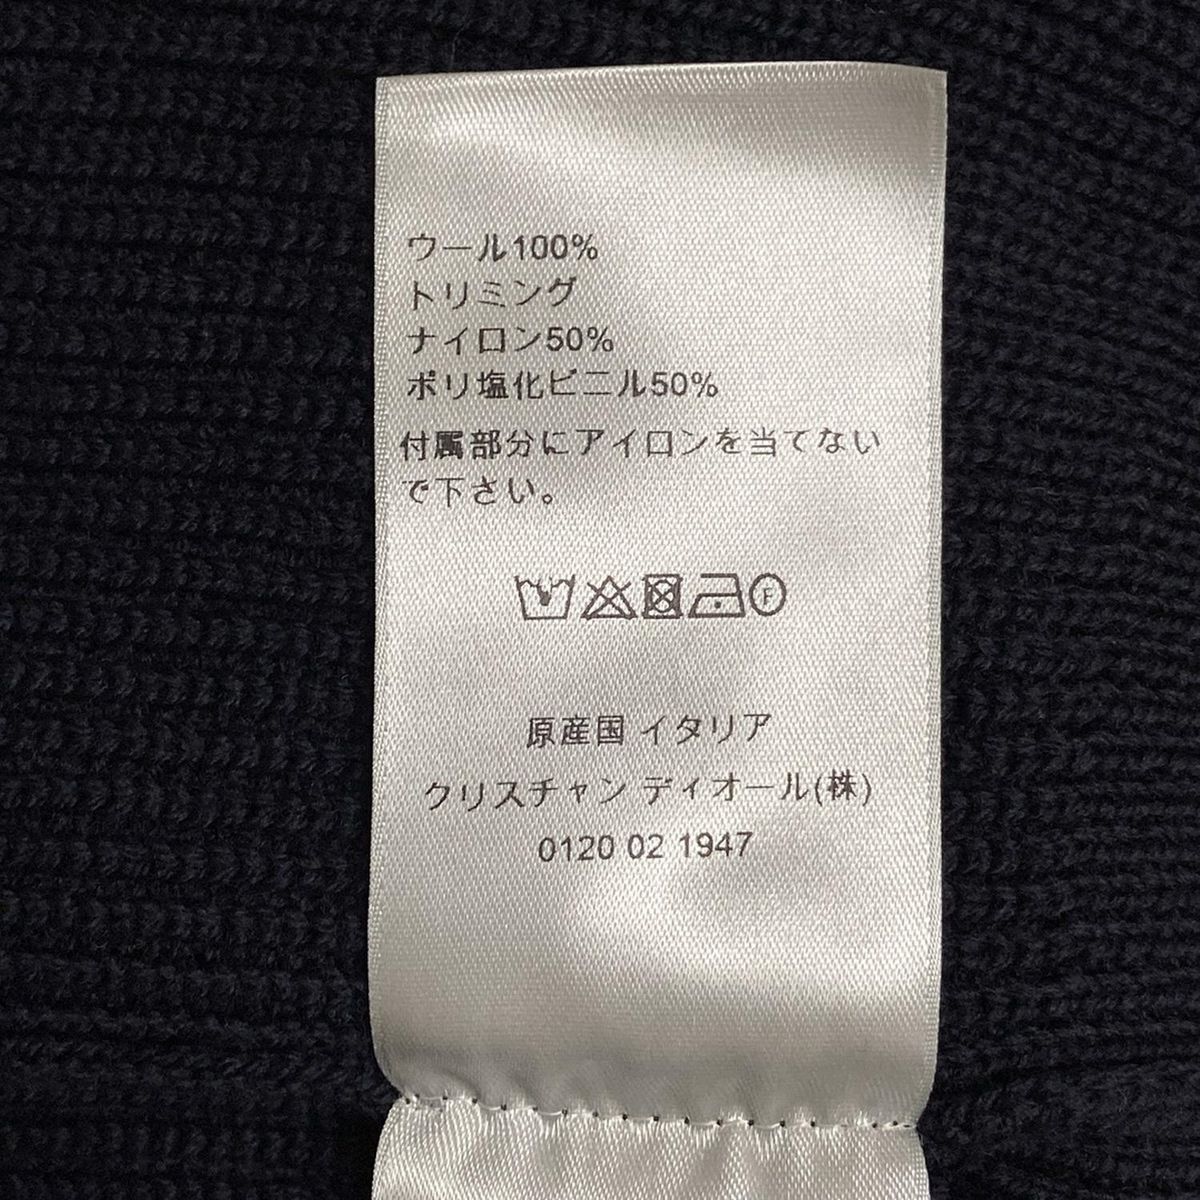 ウール100%
トリミング
ナイロン50%
ポリ塩化ビニル50%
付属部分にアイロンを当てない
で下さい。
F
原産国 イタリア
クリスチャン ディオール(株)
0120 02 1947